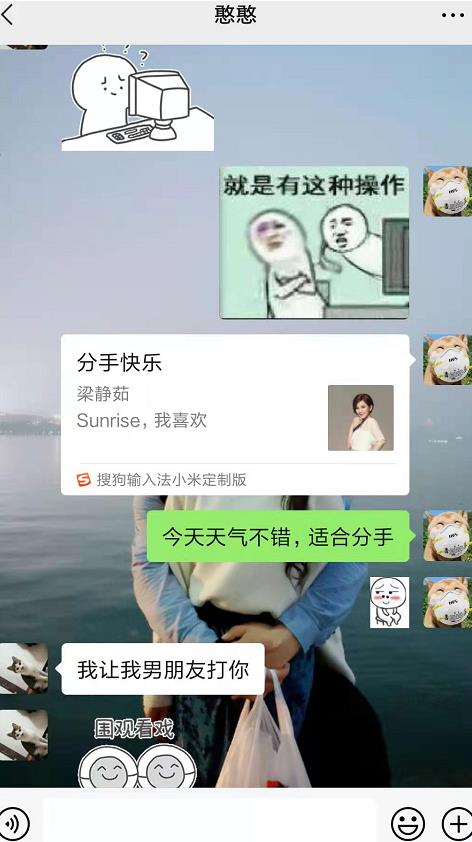 憨憨
就是有这种操作
分手快乐
梁静茹
Sunrise，我喜欢
搜狗输入法小米定制版
今天天气不错，适合分手
我让我男朋友打你
围观看戏